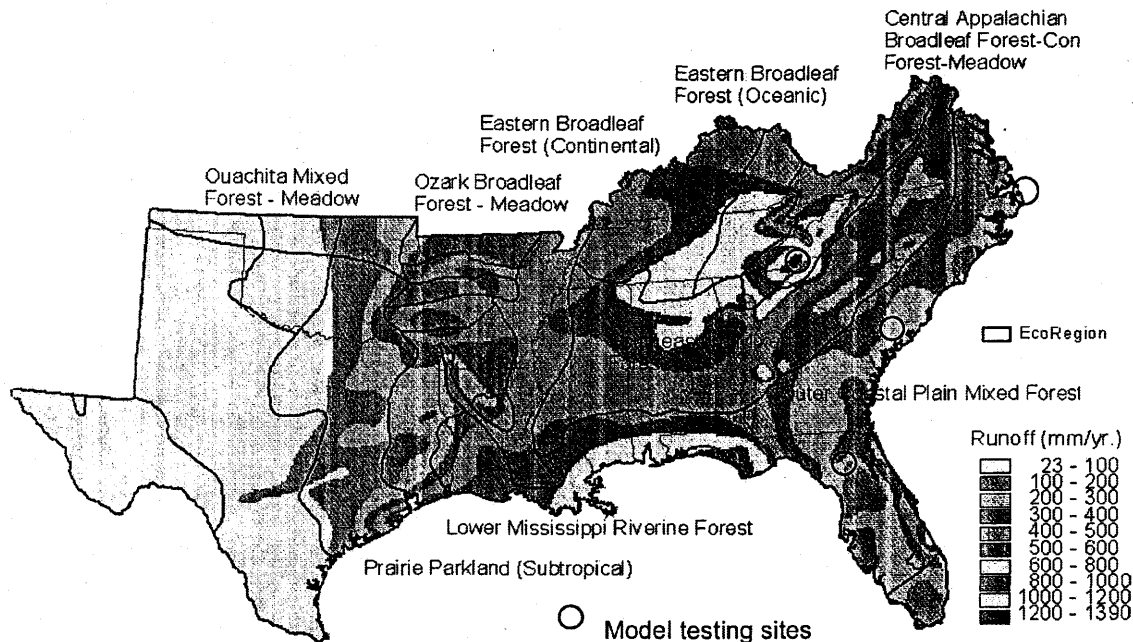 Central Appalachian
Broadleaf Forest-Con
Forest-Meadow
Eastern Broadleaf
Forest (Oceanic)
Eastern Broadleaf
Forest (Continental)
Ouachita Mixed
Forest - Meadow
Ozark Broadleaf
Forest - Meadow
EcoRegion
Coastal Plain Mixed Forest
Runoff (mm/yr.)
23 - 100
100 - 200
200 - 300
300 - 400
400 - 500
500 - 600
600 - 800
800 - 1000
1000 - 1200
1200 - 1390
Lower Mississippi Riverine Forest
Prairie Parkland (Subtropical)
Model testing sites